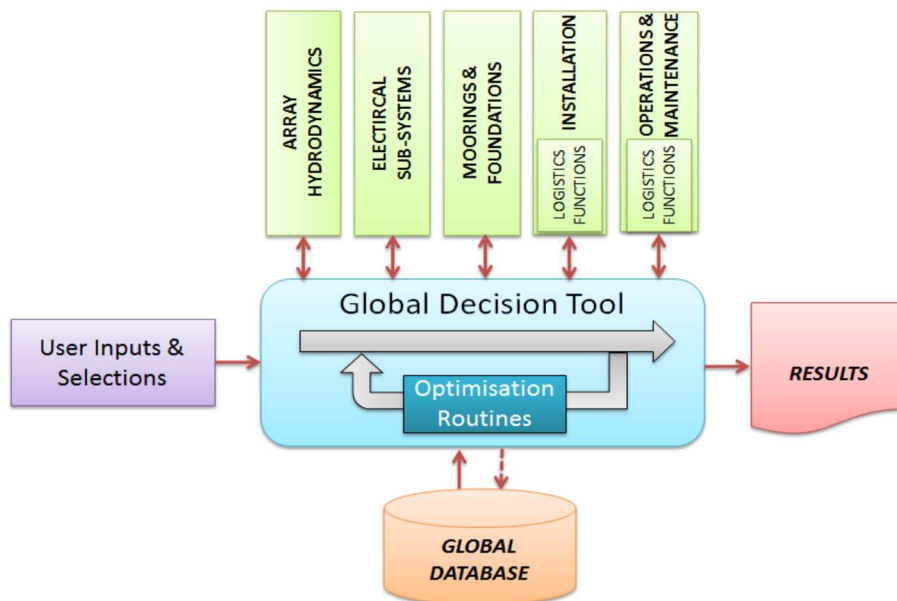 ARRAY
HYDRODYNAMICS
ELECTIRCAL
SUB-SYSTEMS
MOORINGS &
FOUNDATIONS
INSTALLATION
LOGISTICS
FUNCTIONS
OPERATIONS &
MAINTENANCE
LOGISTICS
FUNCTIONS
Global Decision Tool
User Inputs &
Selections
Optimisation
Routines
RESULTS
GLOBAL
DATABASE